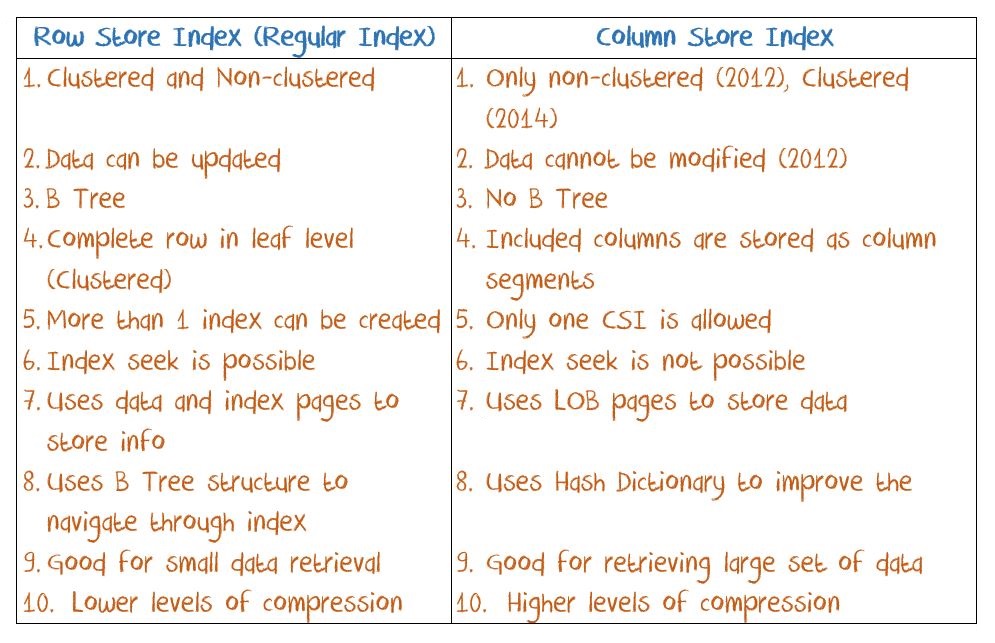 Row Store Index (Regular Index)
Column Store Index
1. Clustered and Non-clustered
1. Only non-clustered (2012), Clustered
(2014)
2. Data can be updated
2. Data cannot be modified (2012)
3. B Tree
3. No B Tree
4. Complete row in leaf level
(Clustered)
4. Included columns are stored as column
segments
5. More than 1 index can be created
5. Only one CSI is allowed
6. Index seek is possible
6. Index seek is not possible
7. Uses data and index pages to
store info
7. Uses LOB pages to store data
8. Uses B Tree structure to
navigate through index
8. Uses Hash Dictionary to improve the
9. Good for small data retrieval
9. Good for retrieving large set of data
10. Lower levels of compression
10. Higher levels of compression